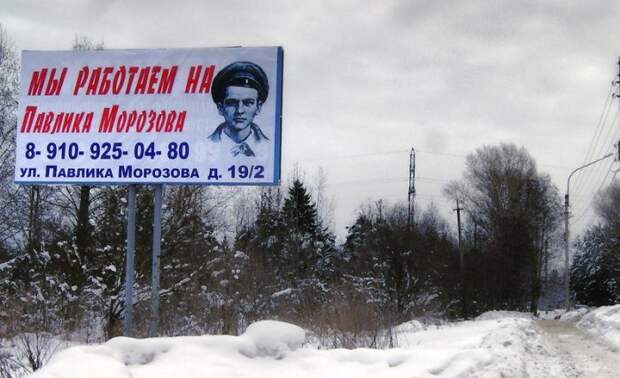 МЫ РАБОТАЕМ НА
ПАВЛИКА МОРОЗОВА
8- 910- 925- 04- 80
УЛ. ПАВЛИКА МОРОЗОВА Д. 19/2